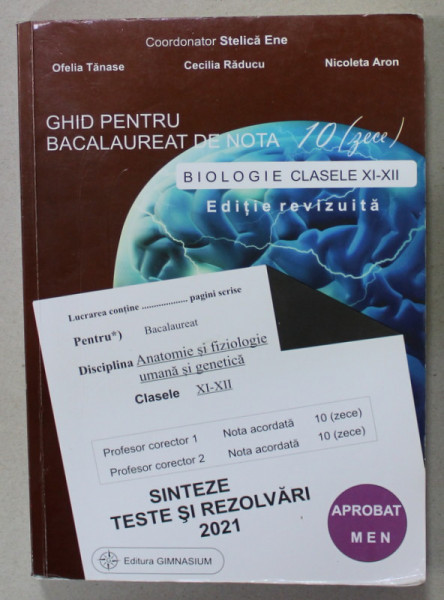 Coordonator Stelică Ene
Ofelia Tănase Cecilia Răducu Nicoleta Aron
GHID PENTRU
BACALAUREAT DE NOTA 10 (zece)
BIOLOGIE CLASELE XI-XII
Ediție revizuită
Lucrarea conține ................... pagini scrise
Pentru*) Bacalaureat
Disciplina Anatomie și fiziologie
umană și genetică
Clasele XI-XII
Profesor corector 1 Nota acordată 10 (zece)
Profesor corector 2 Nota acordată 10 (zece)
SINTEZE
TESTE ŞI REZOLVĂRI
2021
Editura GIMNASIUM
APROBAT
MEN